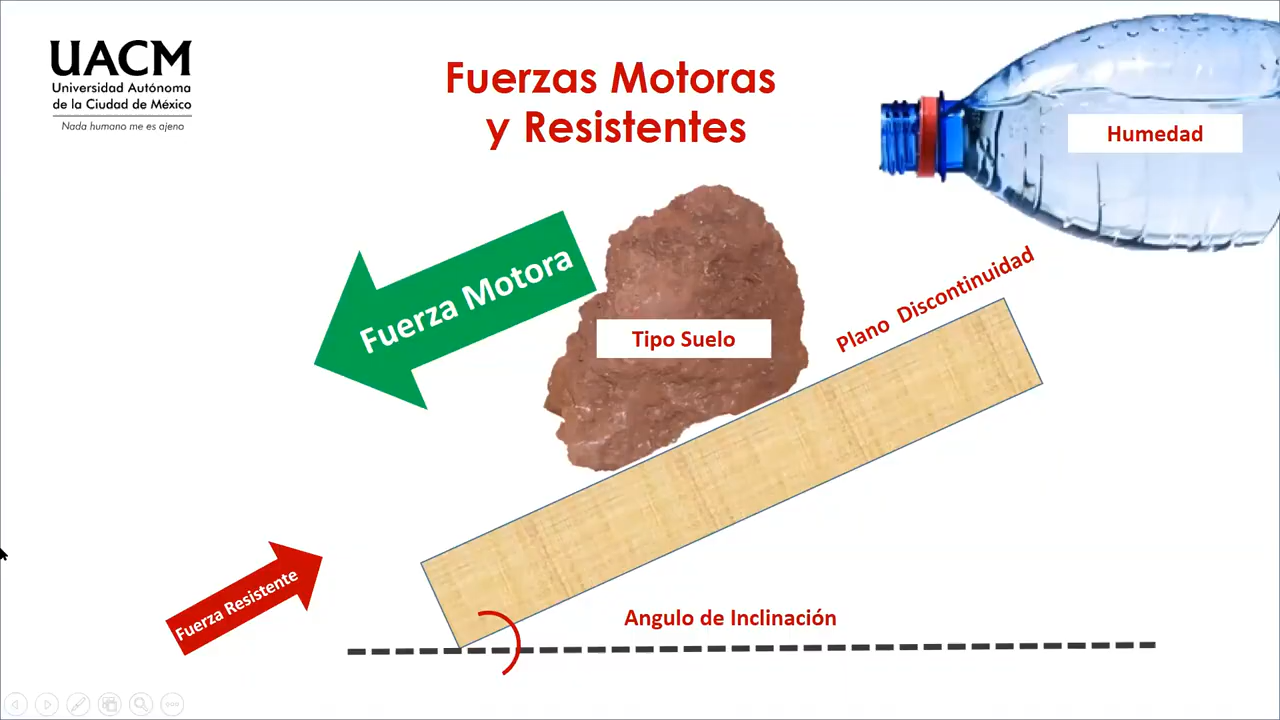 UACM
Universidad Autónoma
de la Ciudad de México
Nada humano me es ajeno
Fuerzas Motoras
y Resistentes
Humedad
Fuerza Motora
Tipo Suelo
Plano Discontinuidad
Fuerza Resistente
Angulo de Inclinación